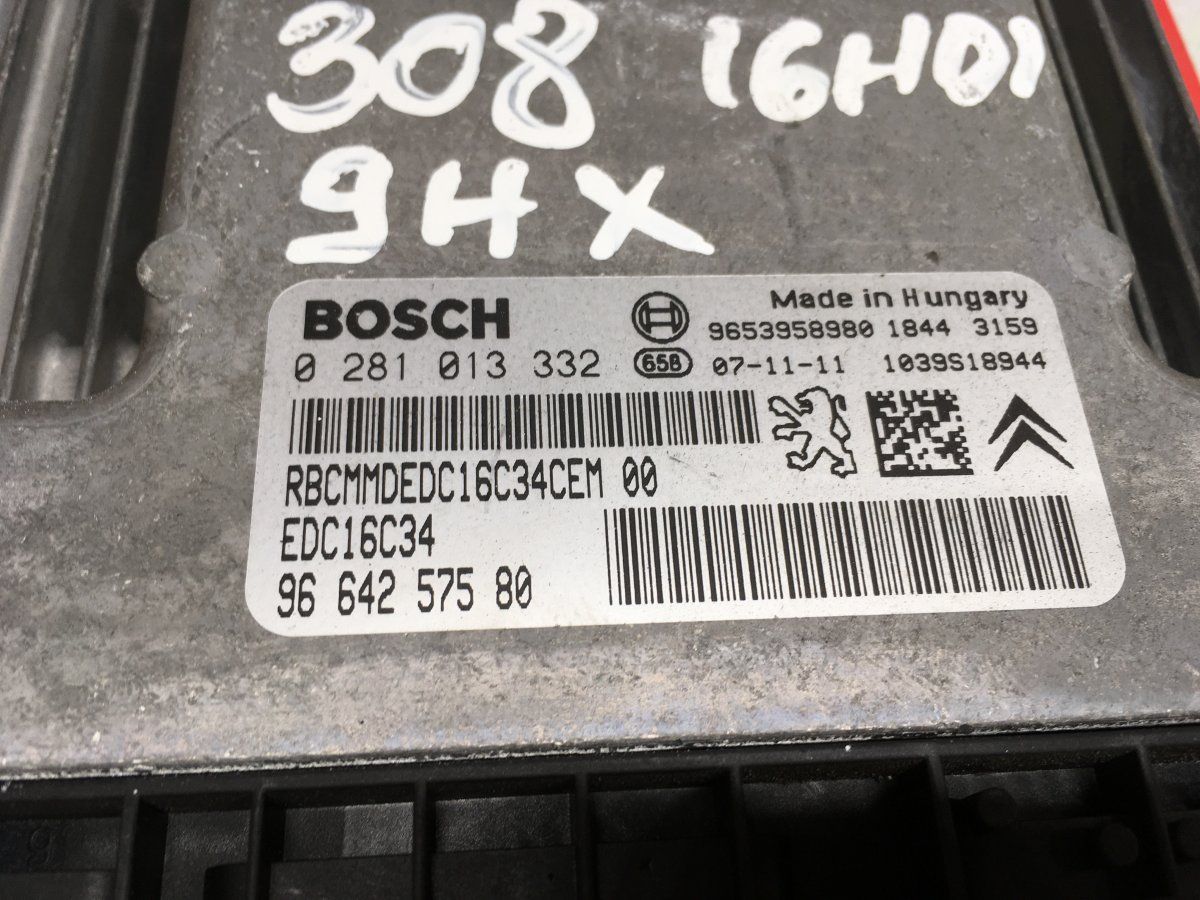 308 16HDI
9HX
BOSCH Made in Hungary
9653958980 1844 3159
0 281 013 332 658 07-11-11 1039S18944
RBCMMDEDC16C34CEM 00
EDC16C34
96 642 575 80